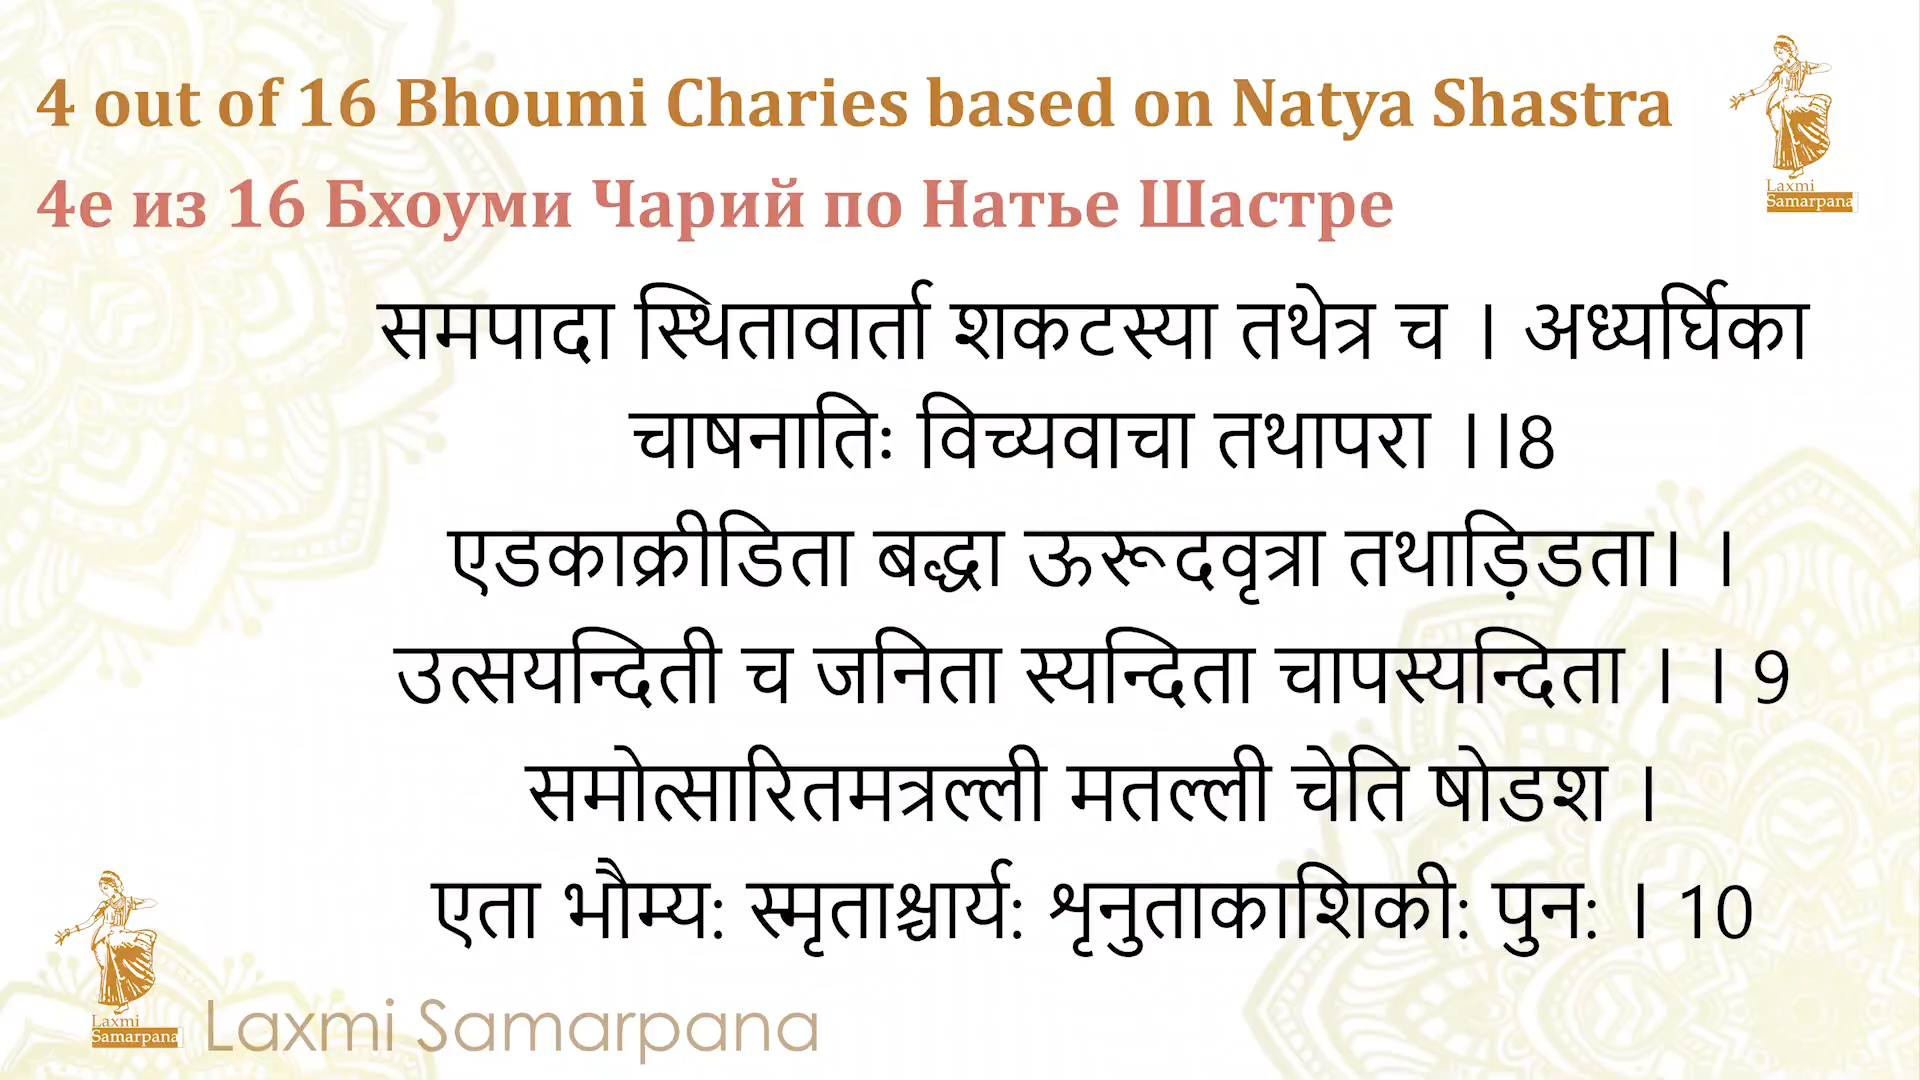 4 out of 16 Bhoumi Charies based on Natya Shastra
4е из 16 Бхоуми Чарий по Натье Шастре
Laxmi
Samarpana
समपादा स्थितावार्ता शकटस्या तथेत्र च । अध्यर्घिका
चाषनातिः विच्यवाचा तथापरा ।।8
एडकाक्रीडिता बद्धा ऊरूदवृत्रा तथाड़िडता। ।
उत्सयन्दिती च जनिता स्यन्दिता चापस्यन्दिता । । 9
समोत्सारितमत्रल्ली मतल्ली चेति षोडश ।
एता भौम्य: स्मृताश्चार्य: शृनुताकाशिकी: पुन: । 10
Laxmi
Samarpana
Laxmi Samarpana